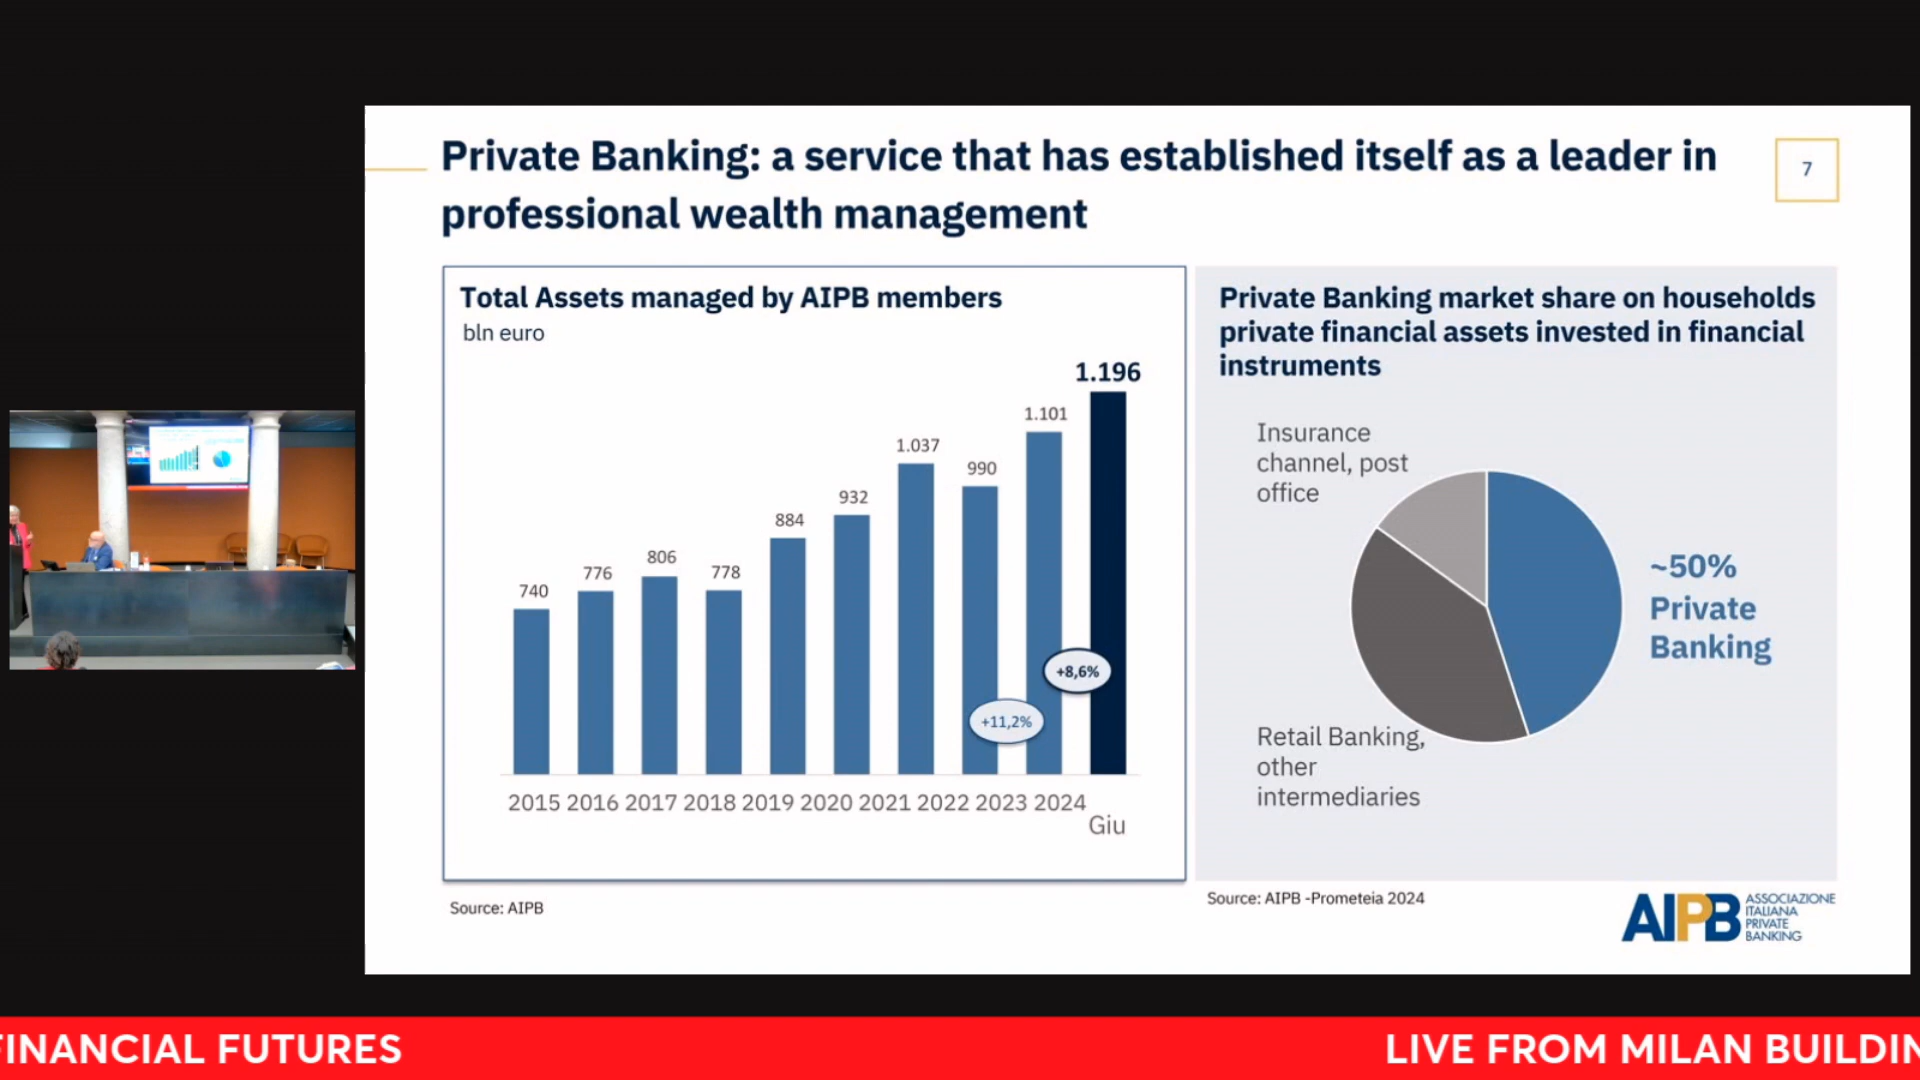 Private Banking: a service that has established itself as a leader in
professional wealth management
7
Total Assets managed by AIPB members
bln euro
740
776
806
778
884
932
1.037
990
1.101
1.196
+11,2%
+8,6%
2015 2016 2017 2018 2019 2020 2021 2022 2023 2024
Giu
Source: AIPB
Private Banking market share on households
private financial assets invested in financial
instruments
Insurance
channel, post
office
~50%
Private
Banking
Retail Banking,
other
intermediaries
Source: AIPB -Prometeia 2024
AIPB
ASSOCIAZIONE
ITALIANA
PRIVATE
BANKING
FINANCIAL FUTURES
LIVE FROM MILAN BUILDIN